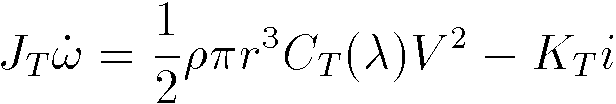 J_T \dot{\omega} = \frac{1}{2} \rho \pi r^3 C_T(\lambda) V^2 - K_T i